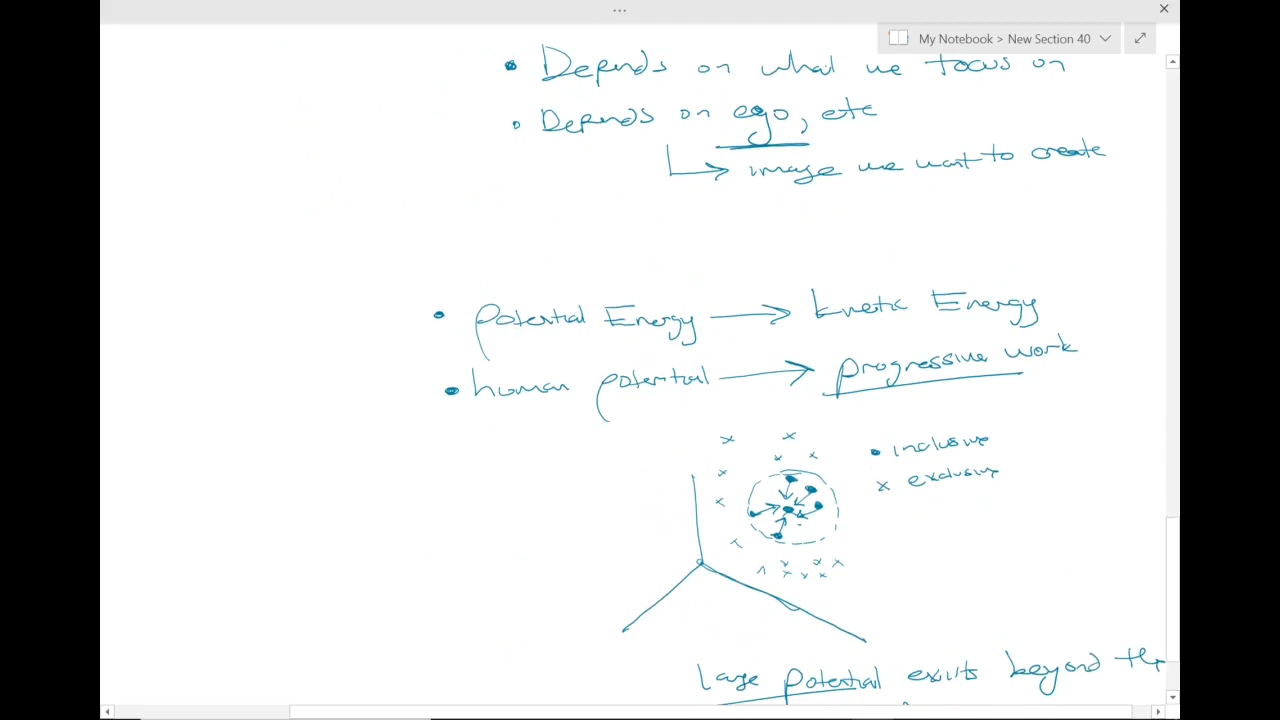 My Notebook > New Section 40
• Depends on what we focus on
• Depends on ego, etc
↳ image we want to create
• potential Energy → kinetic Energy
• human potential → progressive work
• inclusive
x exclusive
large potential exists beyond the